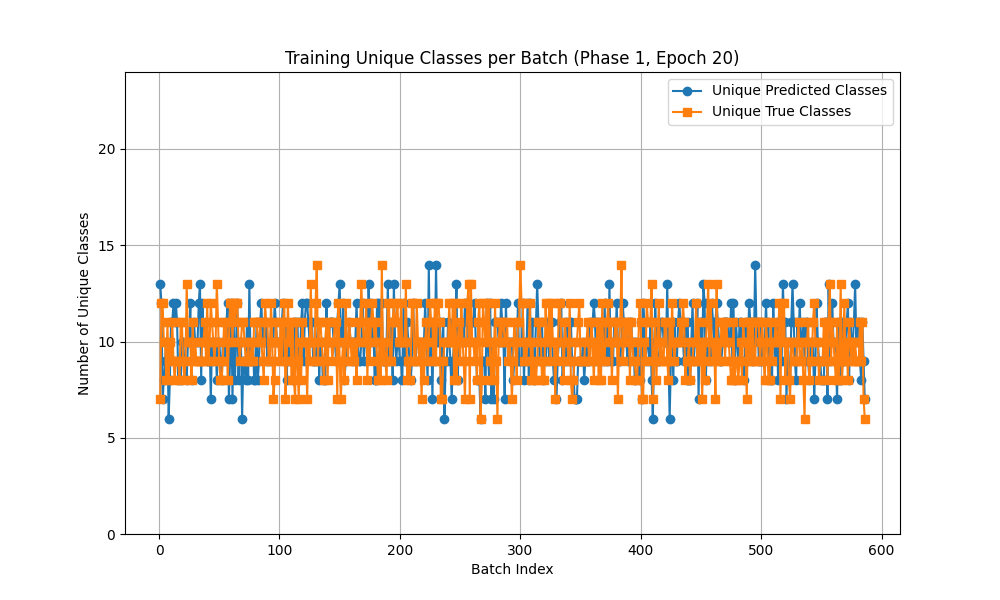 Training Unique Classes per Batch (Phase 1, Epoch 20)
Unique Predicted Classes
Unique True Classes
Number of Unique Classes
20
15
10
5
0
0 100 200 300 400 500 600
Batch Index